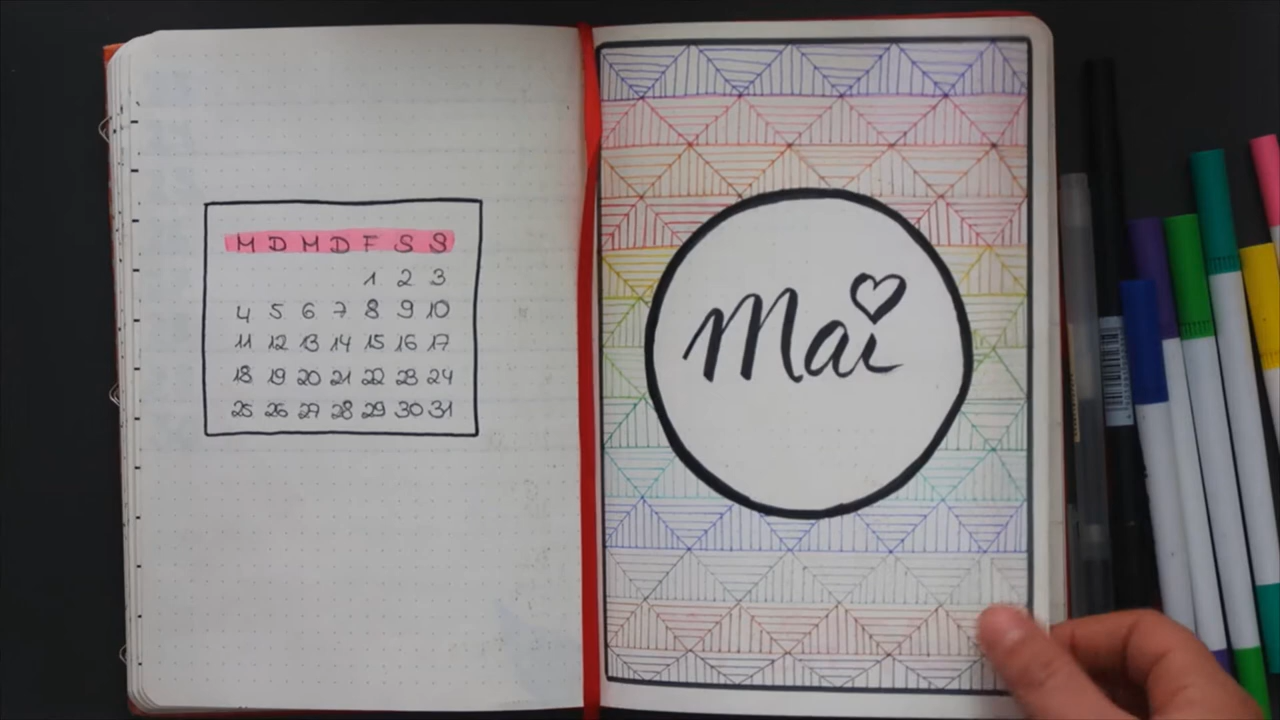 M D M D F S S
1 2 3
4 5 6 7 8 9 10
11 12 13 14 15 16 17
18 19 20 21 22 23 24
25 26 27 28 29 30 31
Mai